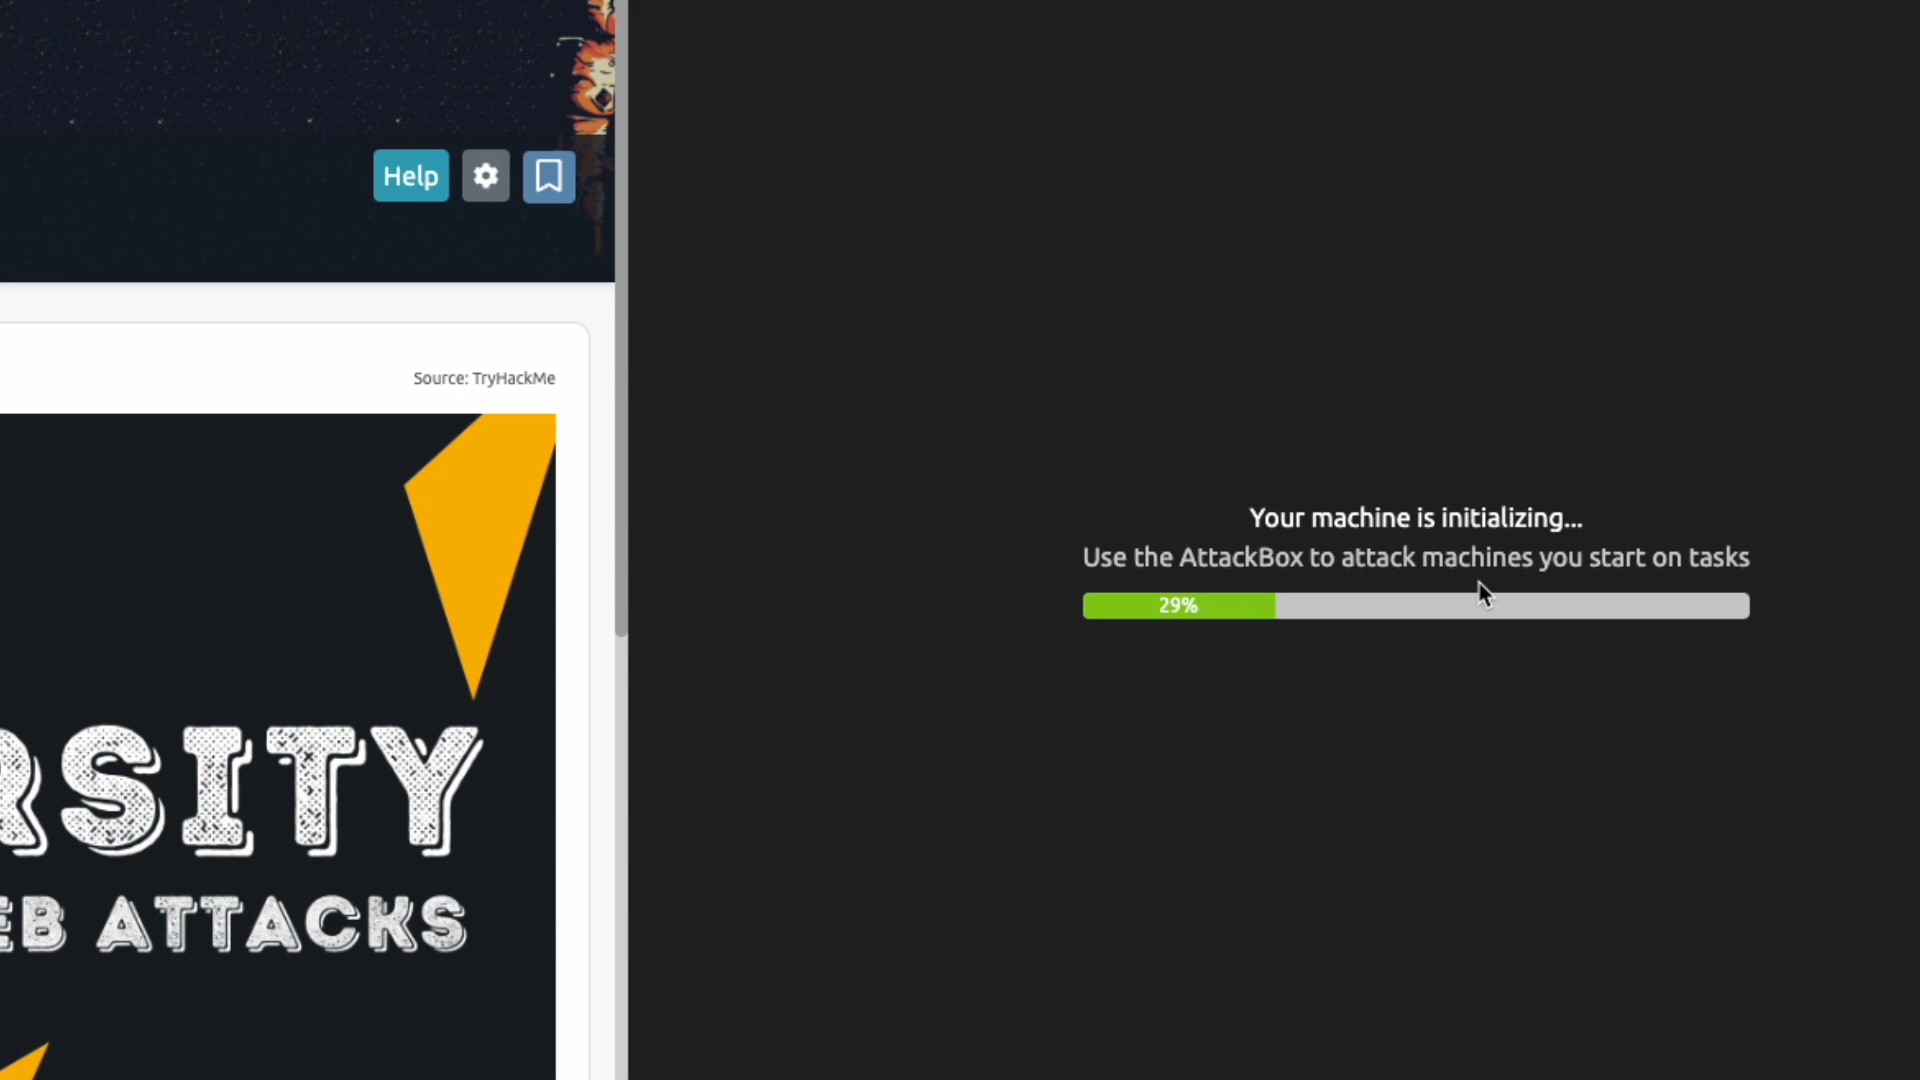 Help
Source: TryHackMe
RSITY
EB ATTACKS
Your machine is initializing...
Use the AttackBox to attack machines you start on tasks
29%